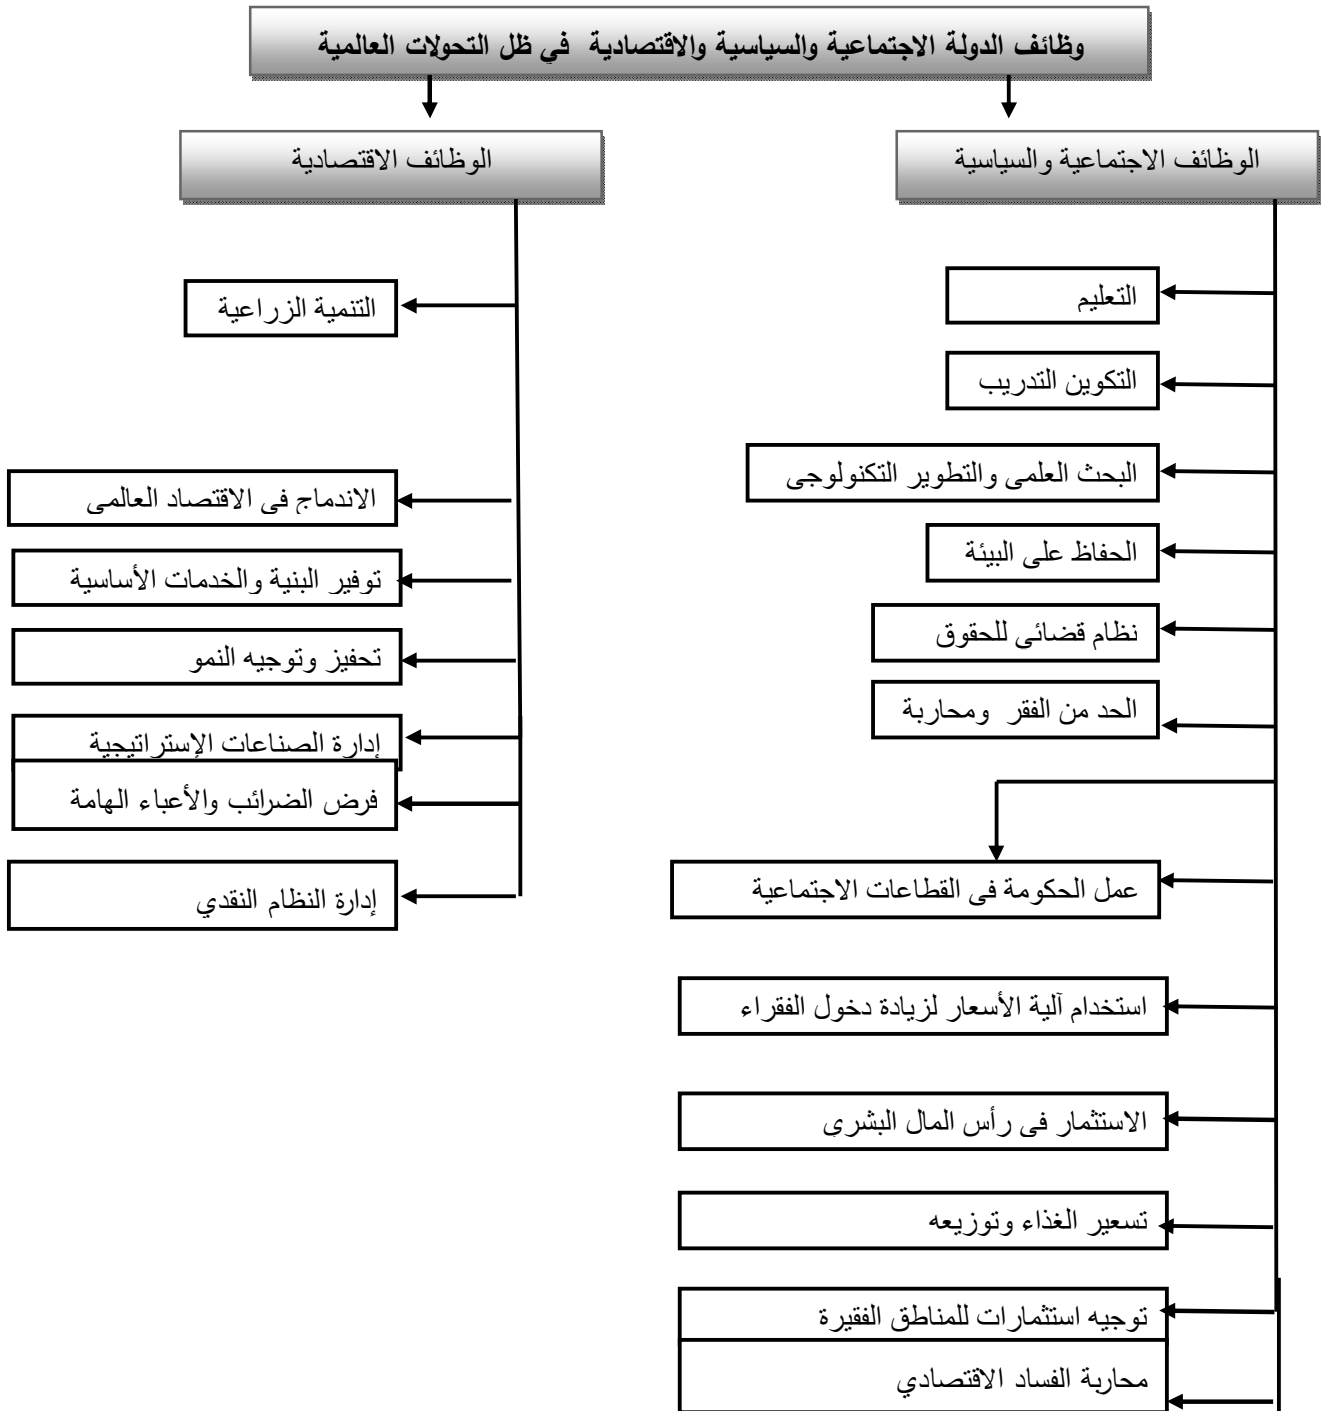 وظائف الدولة الاجتماعية والسياسية والاقتصادية في ظل التحولات العالمية
الوظائف الاجتماعية والسياسية
التعليم
التكوين التدريب
البحث العلمى والتطوير التكنولوجى
الحفاظ على البيئة
نظام قضائى للحقوق
الحد من الفقر ومحاربة
عمل الحكومة فى القطاعات الاجتماعية
استخدام آلية الأسعار لزيادة دخول الفقراء
الاستثمار فى رأس المال البشرى
تسعير الغذاء وتوزيعه
توجيه استثمارات للمناطق الفقيرة
محاربة الفساد الاقتصادي
الوظائف الاقتصادية
التنمية الزراعية
الاندماج فى الاقتصاد العالمى
توفير البنية والخدمات الأساسية
تحفيز وتوجيه النمو
إدارة الصناعات الإستراتيجية
فرض الضرائب والأعباء الهامة
إدارة النظام النقدي